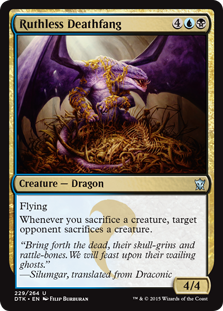 Ruthless Deathfang 4
Creature — Dragon
Flying
Whenever you sacrifice a creature, target
opponent sacrifices a creature.
"Bring forth the dead, their skull-grins and
rattle-bones. We will feast upon their wailing
ghosts."
—Silumgar, translated from Draconic
4/4
229/264 U
DTK • EN Filip Burburan
™ & © 2015 Wizards of the Coast